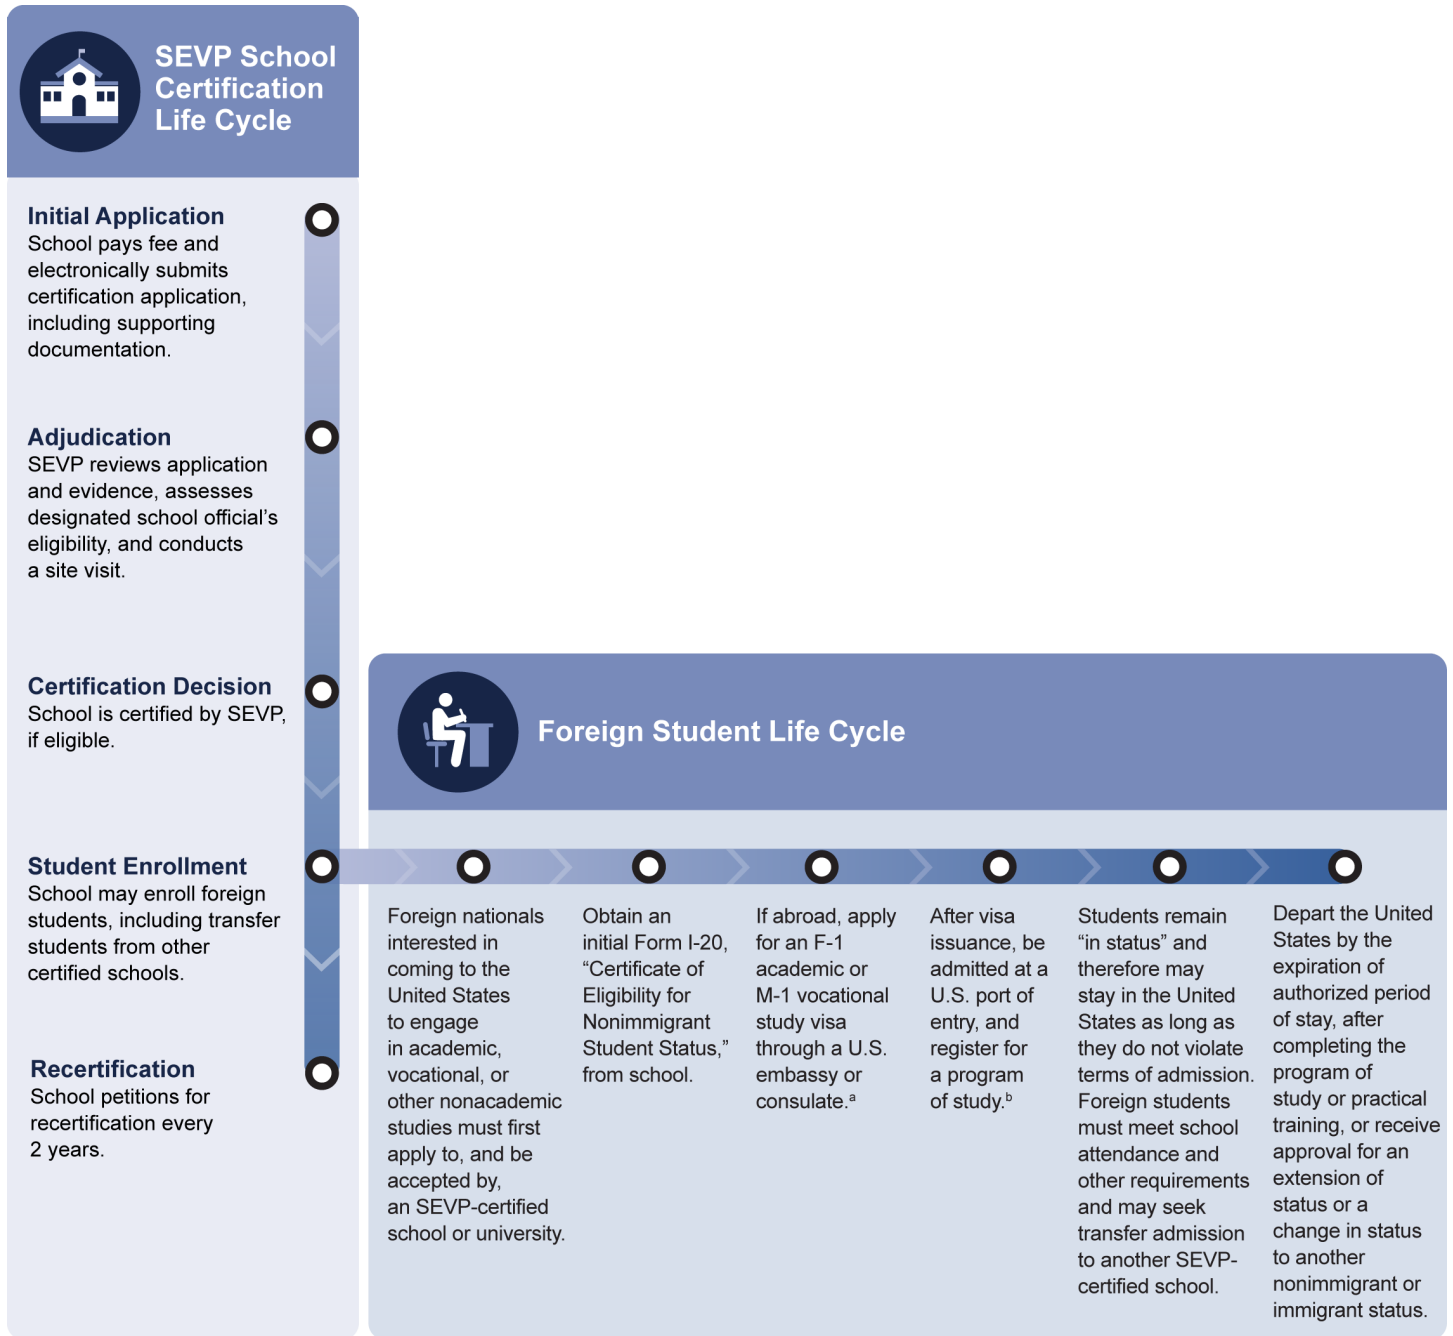 SEVP School
Certification
Life Cycle
Initial Application
School pays fee and
electronically submits
certification application,
including supporting
documentation.
Adjudication
SEVP reviews application
and evidence, assesses
designated school official’s
eligibility, and conducts
a site visit.
Certification Decision
School is certified by SEVP,
if eligible.
Student Enrollment
School may enroll foreign
students, including transfer
students from other
certified schools.
Recertification
School petitions for
recertification every
2 years.
Foreign Student Life Cycle
Foreign nationals
interested in
coming to the
United States
to engage
in academic,
vocational, or
other nonacademic
studies must first
apply to, and be
accepted by,
an SEVP-certified
school or university.
Obtain an
initial Form I-20,
“Certificate of
Eligibility for
Nonimmigrant
Student Status,”
from school.
If abroad, apply
for an F-1
academic or
M-1 vocational
study visa
through a U.S.
embassy or
consulate.a
After visa
issuance, be
admitted at a
U.S. port of
entry, and
register for
a program
of study.b
Students remain
“in status” and
therefore may
stay in the United
States as long as
they do not violate
terms of admission.
Foreign students
must meet school
attendance and
other requirements
and may seek
transfer admission
to another SEVP-
certified school.
Depart the United
States by the
expiration of
authorized period
of stay, after
completing the
program of
study or practical
training, or receive
approval for an
extension of
status or a
change in status
to another
nonimmigrant or
immigrant status.